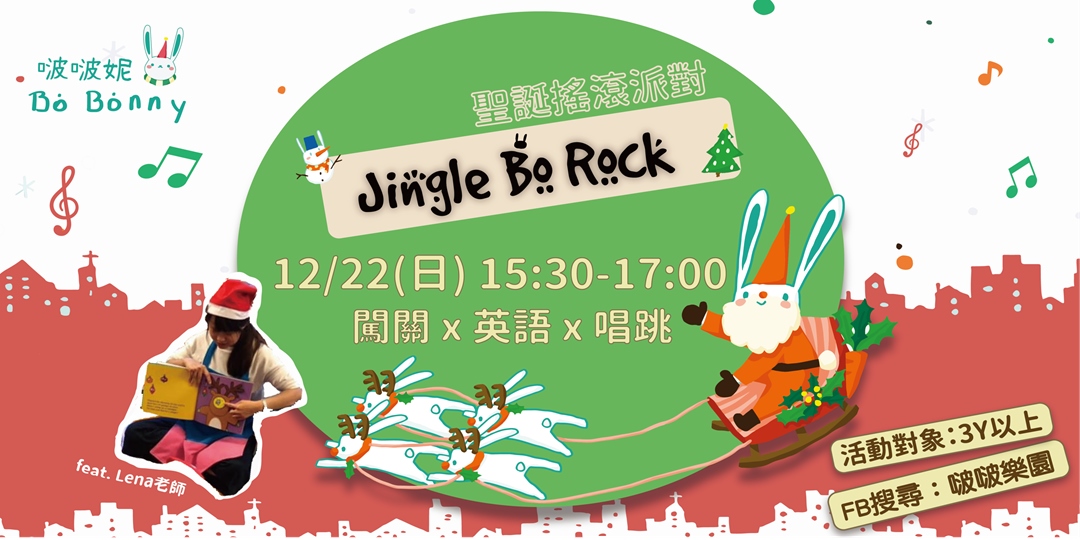 啵啵妮
Bo Bonny
聖誕搖滾派對
Jingle Bo Rock
12/22(日) 15:30-17:00
闖關 x 英語 x 唱跳
feat. Lena老師
活動對象:3Y以上
FB搜尋:啵啵樂園